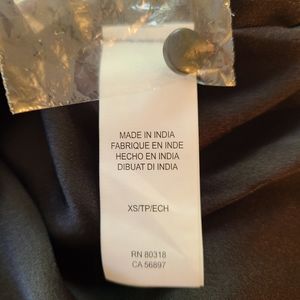 MADE IN INDIA
FABRIQUE EN INDE
HECHO EN INDIA
DIBUAT DI INDIA
XS/TP/ECH
RN 80318
CA 56897